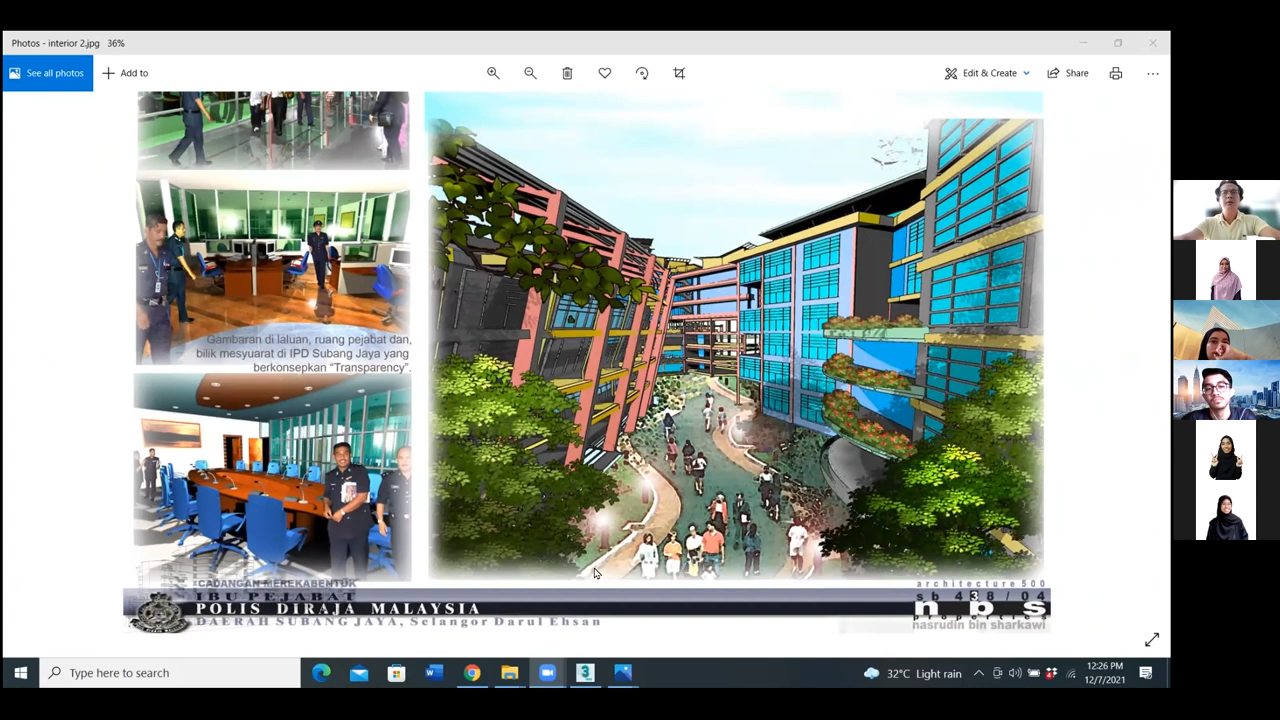 Photos - interior 2.jpg 36%
See all photos
Add to
Edit & Create
Share
Gambaran di laluan, ruang pejabat dan,
bilik mesyuarat di IPD Subang Jaya yang
berkonsepkan "Transparency".
CADANGAN MEREKABENTUK
IBU PEJABAT
POLIS DIRAJA MALAYSIA
DAERAH SUBANG JAYA, Selangor Darul Ehsan
architecture 500
sb 438/04
nbs
properties
nasrudin bin sharkawi
Type here to search
32°C Light rain
12:26 PM
12/7/2021